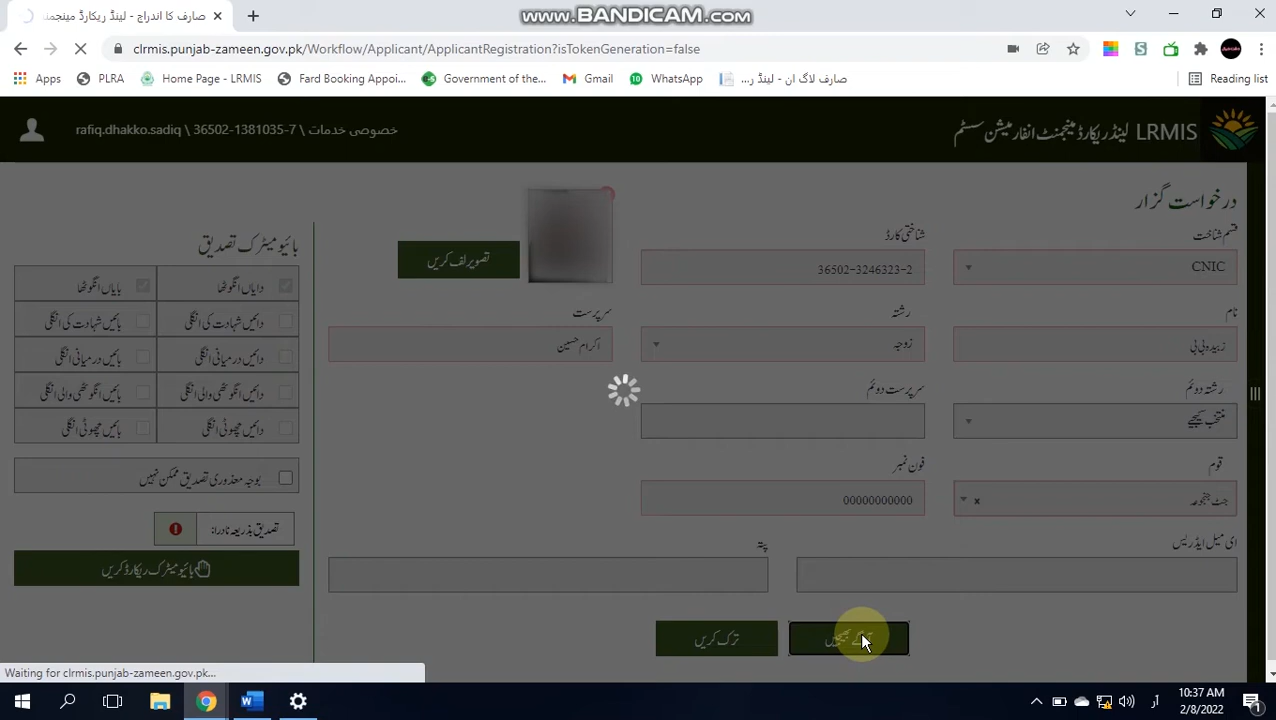 www.BANDICAM.com
صارف کا اندراج - لینڈ ریکارڈ مینجمنٹ
clrmis.punjab-zameen.gov.pk/Workflow/Applicant/ApplicantRegistration?isTokenGeneration=false
Apps
PLRA
Home Page - LRMIS
Fard Booking Appoi...
Government of the...
Gmail
10
WhatsApp
صارف لاگ ان - لینڈ ر...
Reading list
rafiq.dhakko.sadiq \ 36502-1381035-7 \ خصوصی خدمات
LRMIS لینڈ ریکارڈ مینجمنٹ انفارمیشن سسٹم
درخواست گزار
قسم شناخت
شناختی کارڈ
CNIC
36502-3246323-2
تصویر لف کریں
نام
رشتہ
سرپرست
زبیدہ بی بی
زوجہ
اکرام حسین
رشتہ دوئم
سرپرست دوئم
منتخب کیجیے
قوم
فون نمبر
جٹ جنجوعہ
x
00000000000
ای میل ایڈریس
پتہ
آگے بھیجیں
ترک کریں
بائیو میٹرک تصدیق
دایاں انگوٹھا
بایاں انگوٹھا
دائیں شہادت کی انگلی
بائیں شہادت کی انگلی
دائیں درمیانی انگلی
بائیں درمیانی انگلی
دائیں انگوٹھی والی انگلی
بائیں انگوٹھی والی انگلی
دائیں چھوٹی انگلی
بائیں چھوٹی انگلی
بوجہ معذوری تصدیق ممکن نہیں
تصدیق بذریعہ نادرا:
بائیو میٹرک ریکارڈ کریں
Waiting for clrmis.punjab-zameen.gov.pk...
10:37 AM
2/8/2022
1